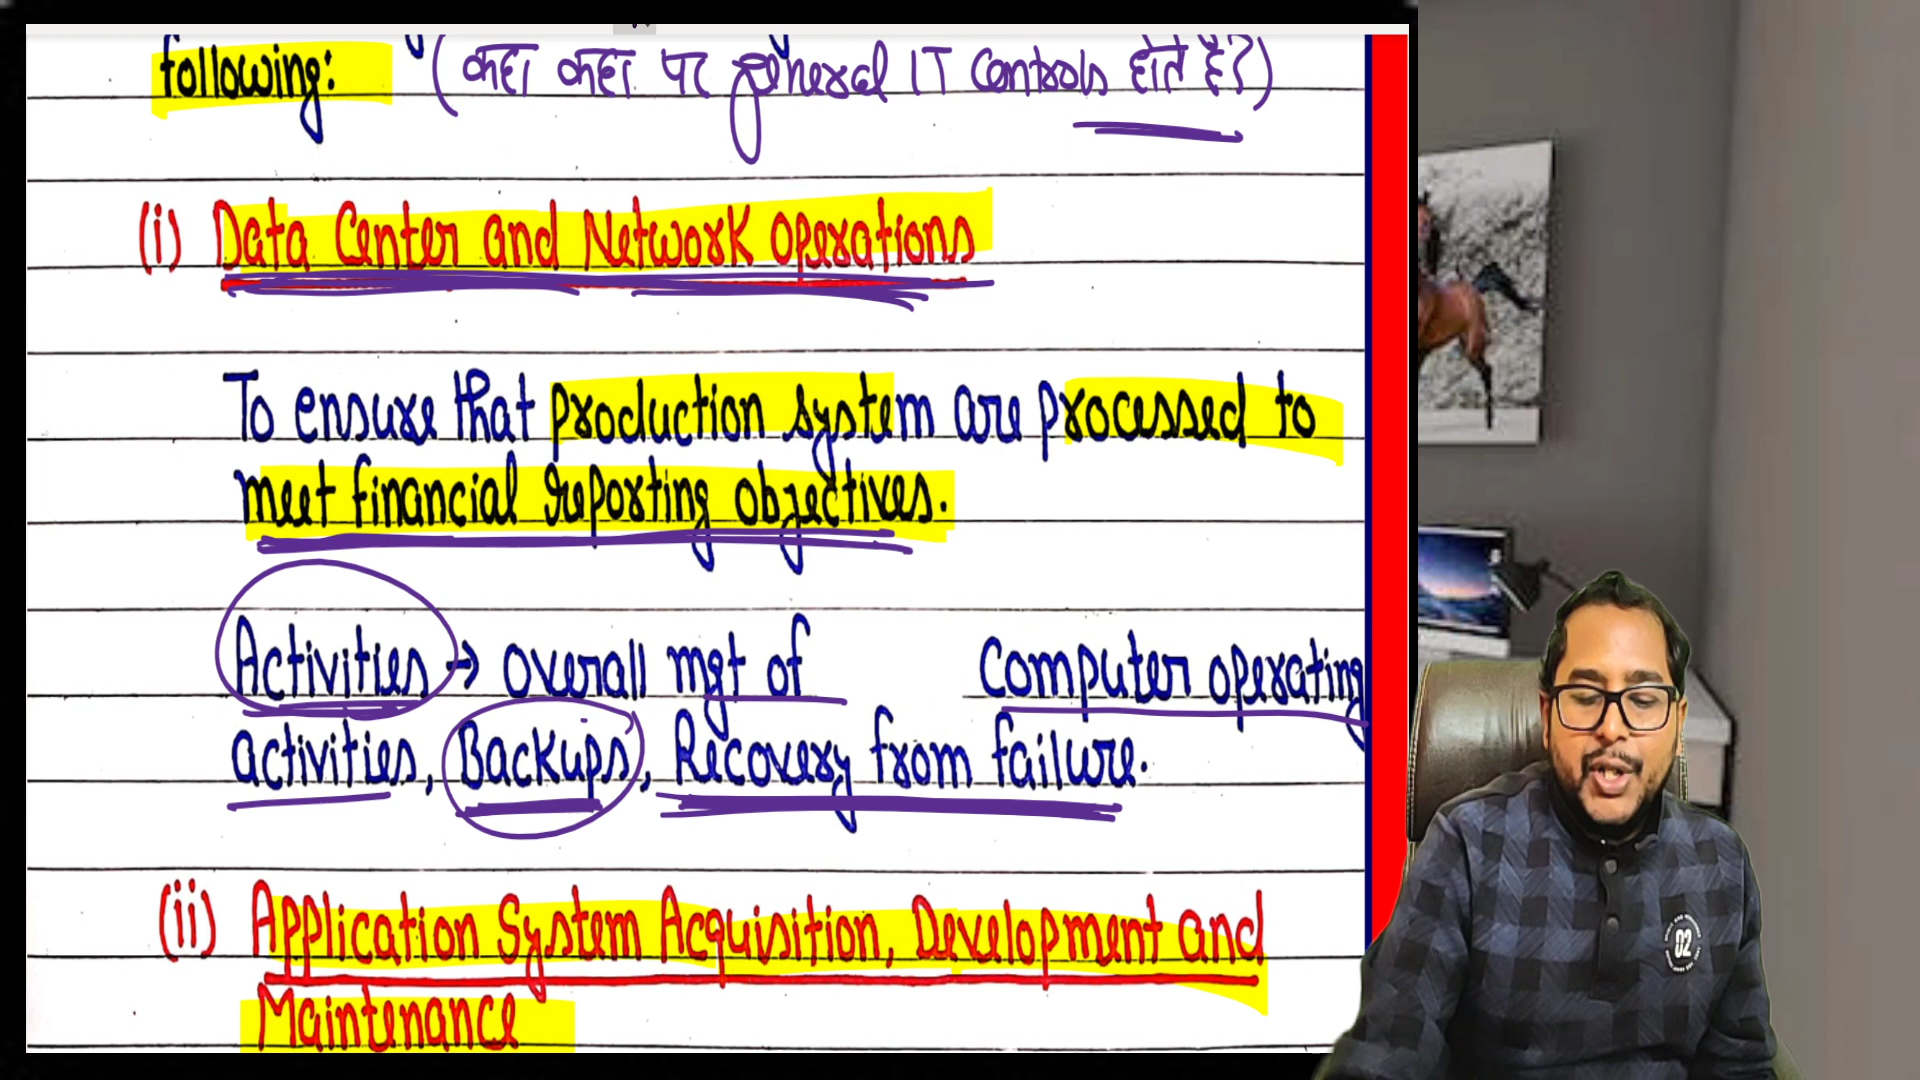 following: (कहा कहा पर general IT controls होते है?)
(i) Data Center and Network Operations
To ensure that production system are processed to
meet financial reporting objectives.
Activities → overall mgt of Computer operating
activities, Backups, Recovery from failure.
(ii) Application System Acquisition, Development and
Maintenance
02